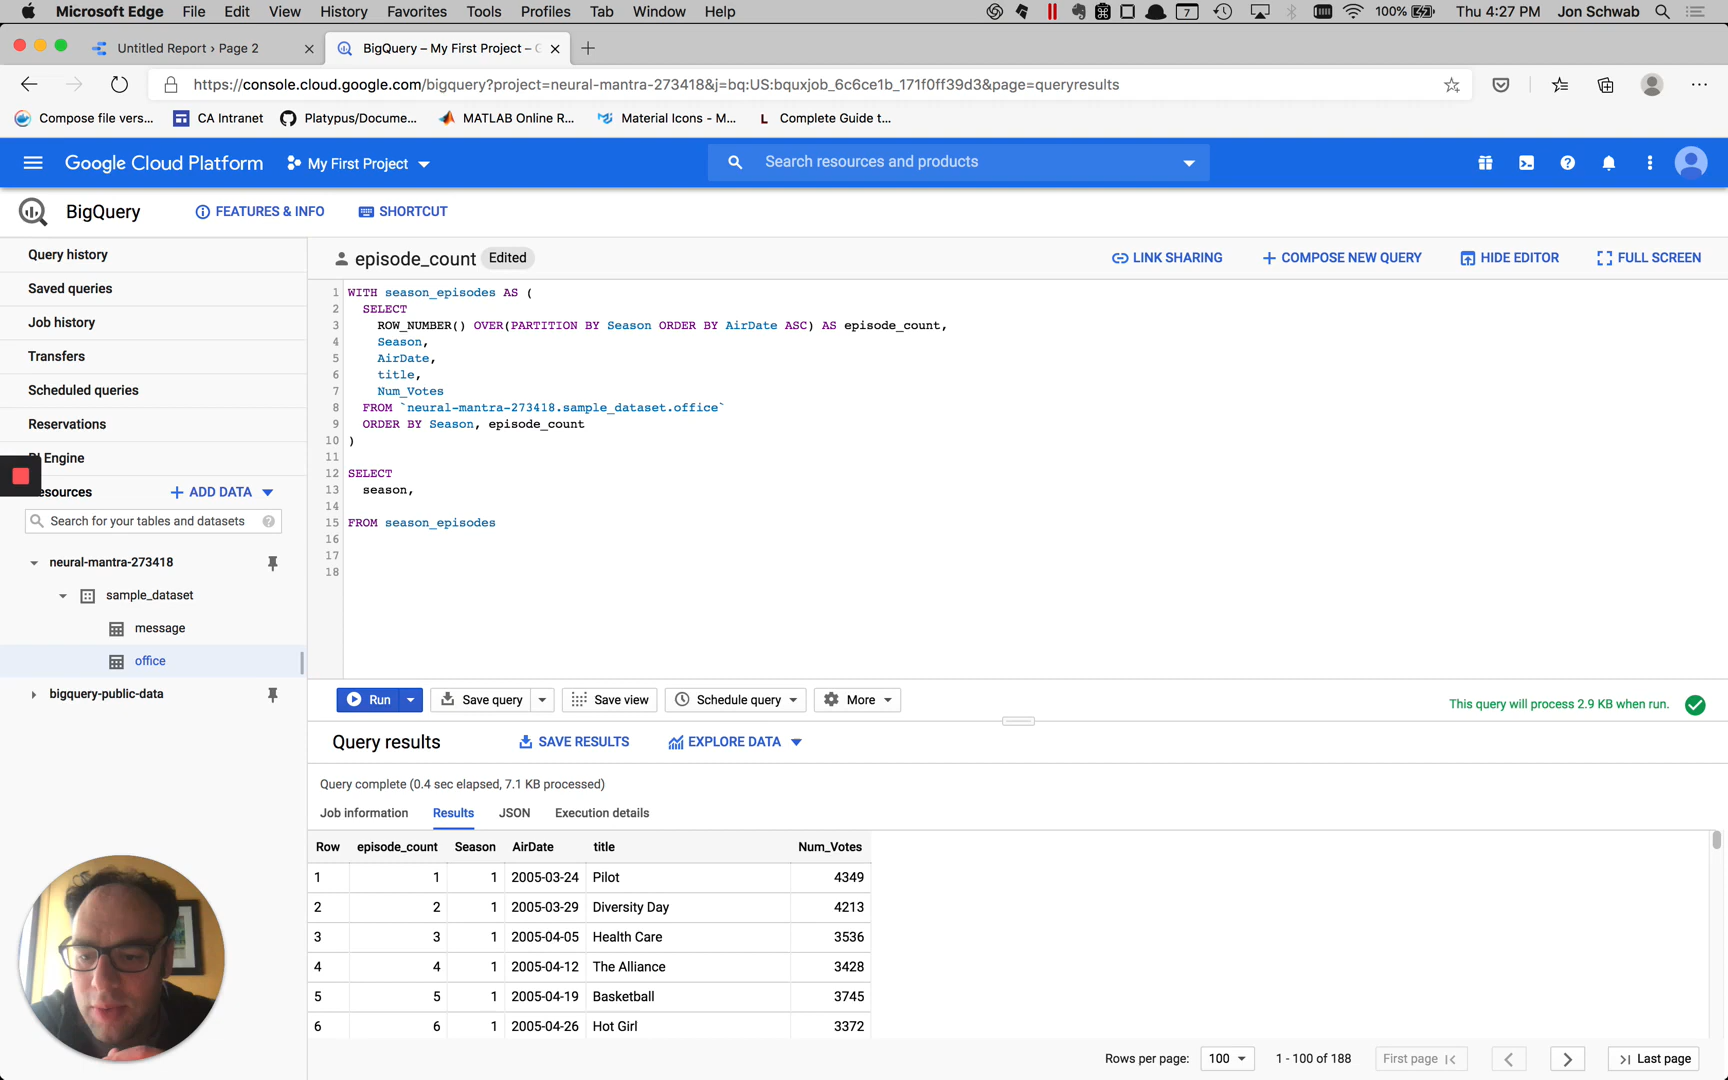 Microsoft Edge File Edit View History Favorites Tools Profiles Tab Window Help 7 100% Thu 4:27 PM Jon Schwab
Untitled Report › Page 2
BigQuery – My First Project –
https://console.cloud.google.com/bigquery?project=neural-mantra-273418&j=bq:US:bquxjob_6c6ce1b_171f0ff39d3&page=queryresults
Compose file vers... CA Intranet Platypus/Docume... MATLAB Online R... Material Icons - M... L Complete Guide t...
Google Cloud Platform My First Project Search resources and products
BigQuery FEATURES & INFO SHORTCUT
Query history
Saved queries
Job history
Transfers
Scheduled queries
Reservations
Engine
esources ADD DATA
Search for your tables and datasets
neural-mantra-273418
sample_dataset
message
office
bigquery-public-data
episode_count Edited LINK SHARING COMPOSE NEW QUERY HIDE EDITOR FULL SCREEN
1 WITH season_episodes AS (
2 SELECT
3 ROW_NUMBER() OVER(PARTITION BY Season ORDER BY AirDate ASC) AS episode_count,
4 Season,
5 AirDate,
6 title,
7 Num_Votes
8 FROM `neural-mantra-273418.sample_dataset.office`
9 ORDER BY Season, episode_count
10 )
11
12 SELECT
13 season,
14
15 FROM season_episodes
16
17
18
Run Save query Save view Schedule query More This query will process 2.9 KB when run.
Query results SAVE RESULTS EXPLORE DATA
Query complete (0.4 sec elapsed, 7.1 KB processed)
Job information Results JSON Execution details
Row episode_count Season AirDate title Num_Votes
1 1 1 2005-03-24 Pilot 4349
2 2 1 2005-03-29 Diversity Day 4213
3 3 1 2005-04-05 Health Care 3536
4 4 1 2005-04-12 The Alliance 3428
5 5 1 2005-04-19 Basketball 3745
6 6 1 2005-04-26 Hot Girl 3372
Rows per page: 100 1 - 100 of 188 First page Last page